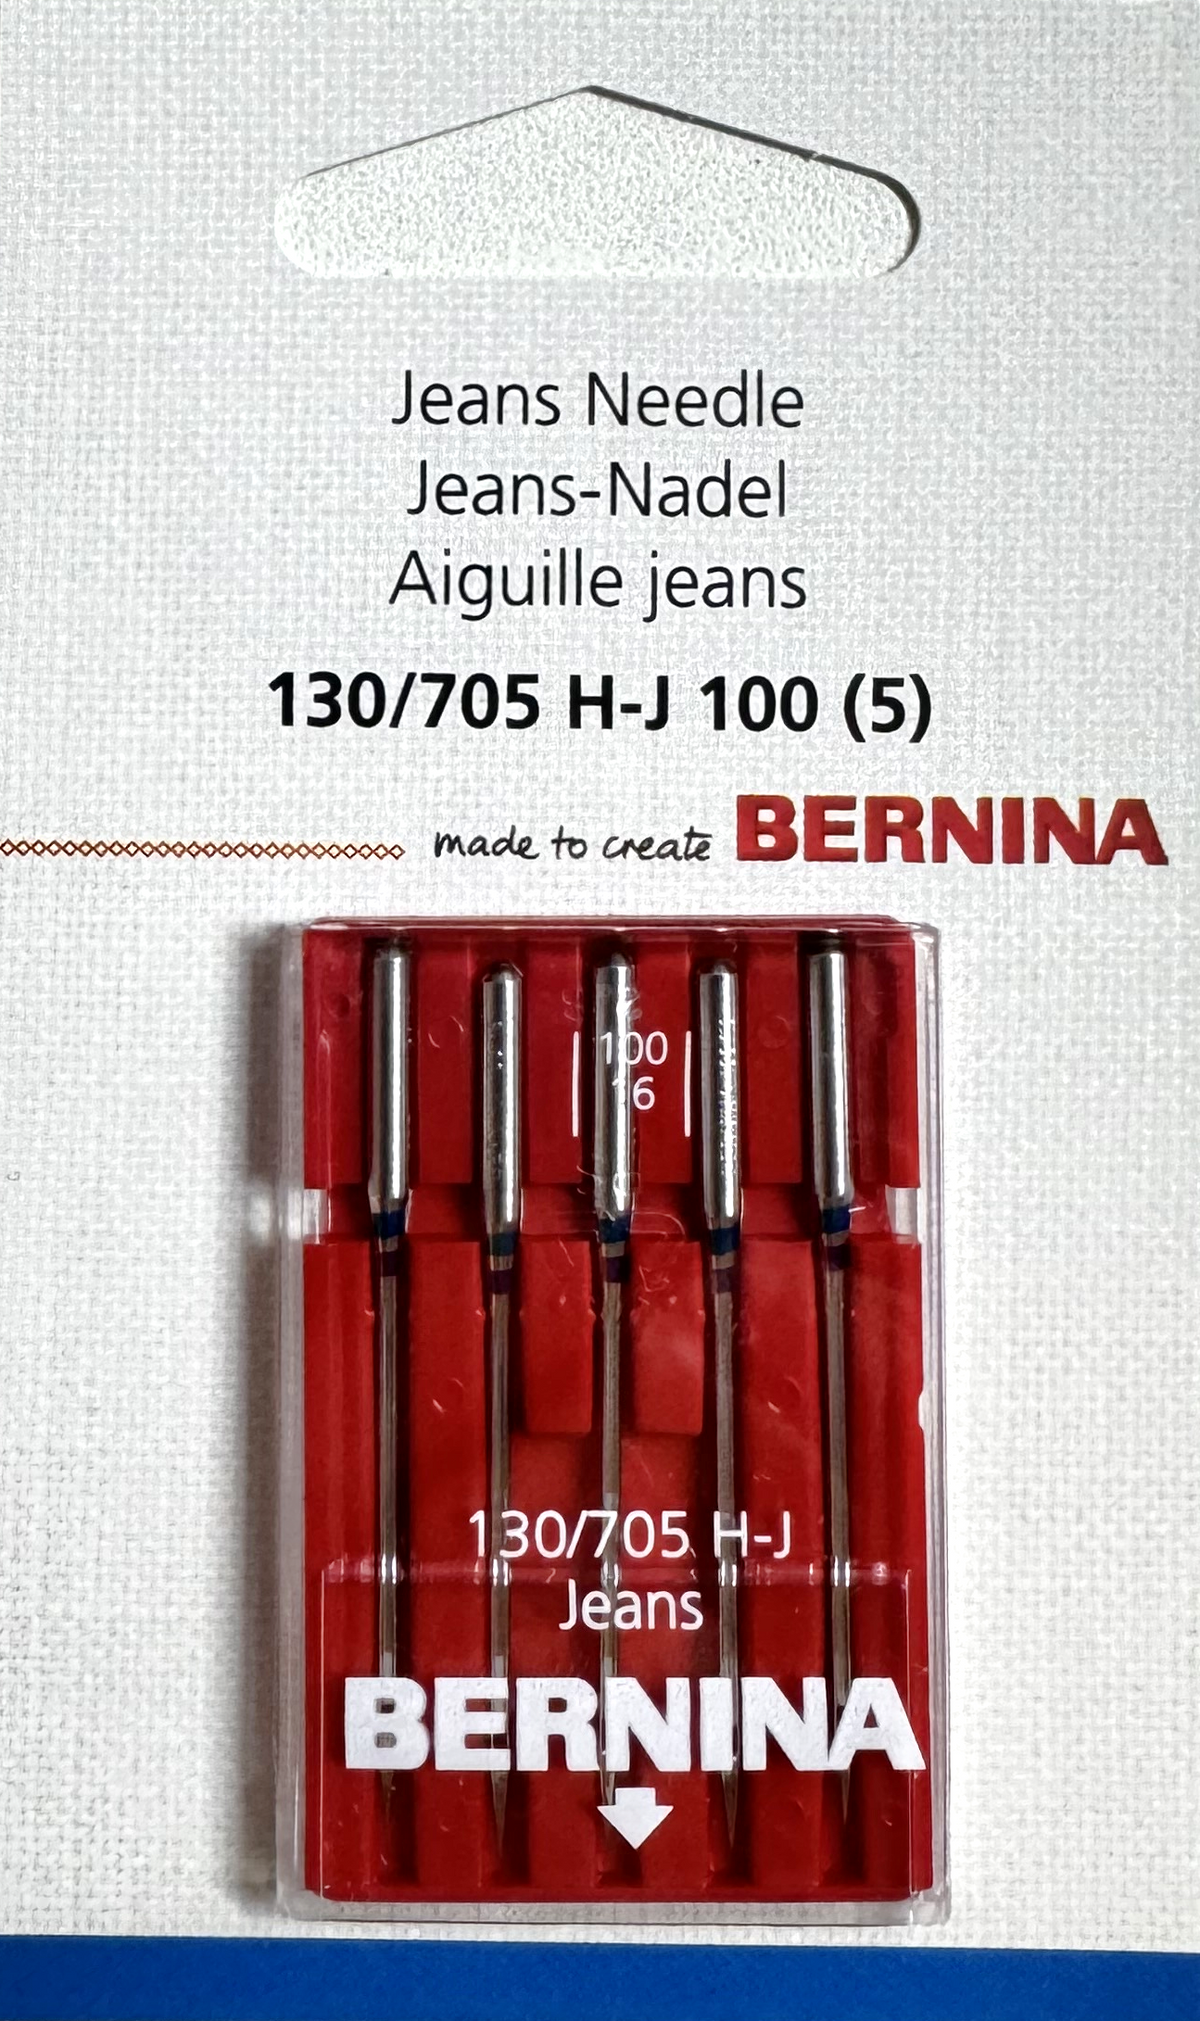 Jeans Needle
Jeans-Nadel
Aiguille jeans
130/705 H-J 100 (5)
made to create BERNINA
100
16
130/705 H-J
Jeans
BERNINA